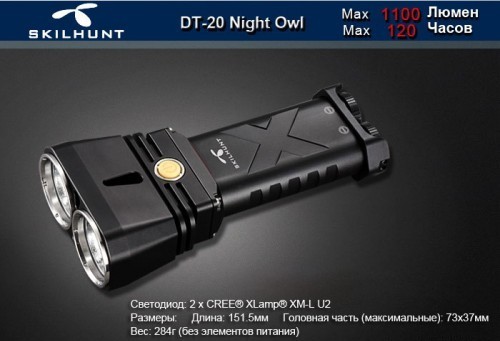 SKILHUNT
DT-20 Night Owl
Max 1100 Люмен
Max 120 Часов
SKILHUNT
Светодиод: 2 x CREE® XLamp® XM-L U2
Размеры: Длина: 151.5мм Головная часть (максимальные): 73x37мм
Вес: 284г (без элементов питания)